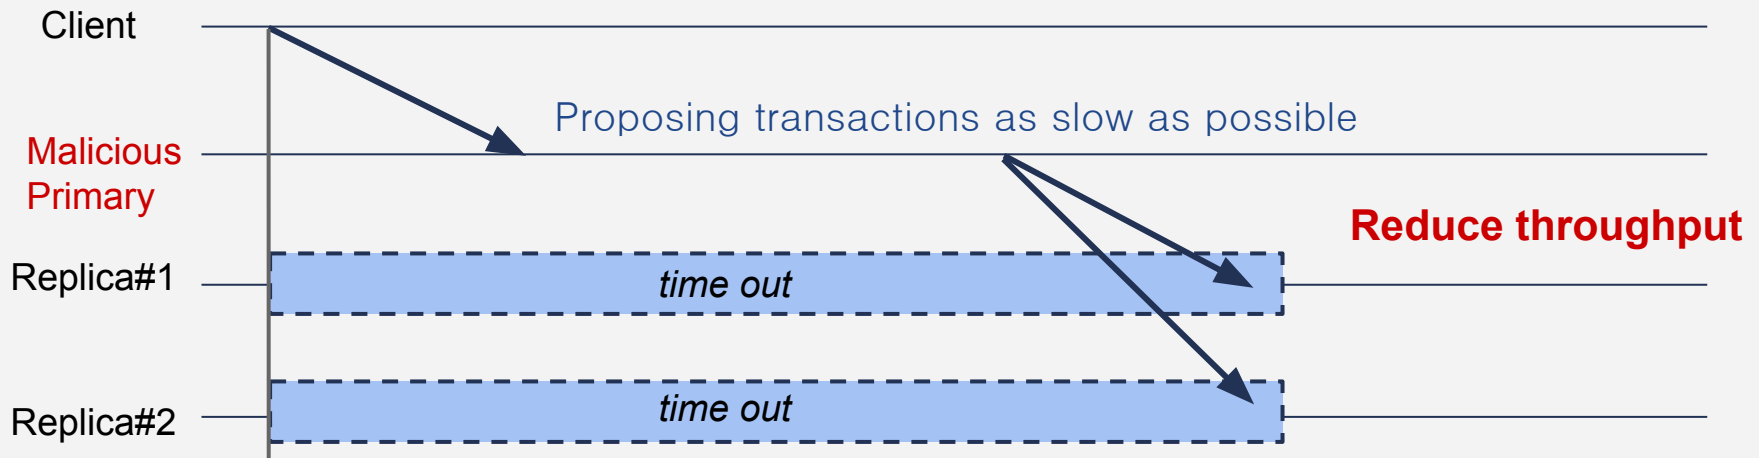 Client
Proposing transactions as slow as possible
Malicious
Primary
Reduce throughput
Replica#1
time out
Replica#2
time out